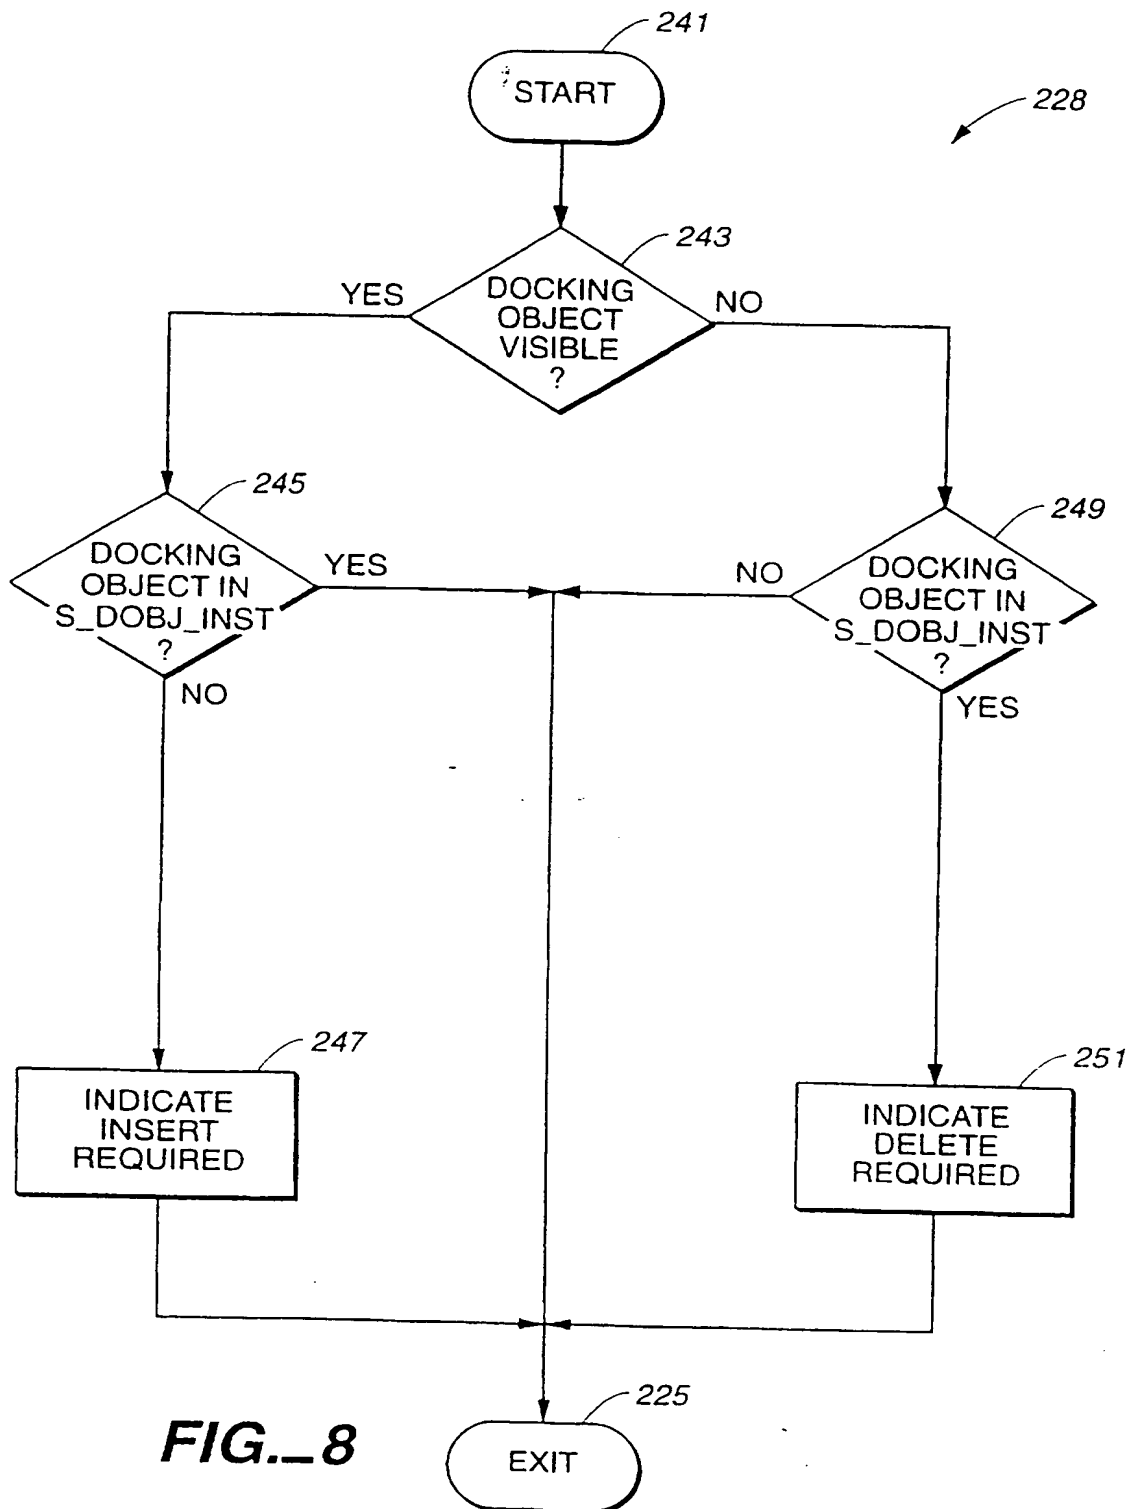 241
START
228
243
YES
DOCKING
OBJECT
VISIBLE
?
NO
245
DOCKING
OBJECT IN
S_DOBJ_INST
?
YES
NO
249
NO
DOCKING
OBJECT IN
S_DOBJ_INST
?
YES
247
INDICATE
INSERT
REQUIRED
251
INDICATE
DELETE
REQUIRED
225
EXIT
FIG._8